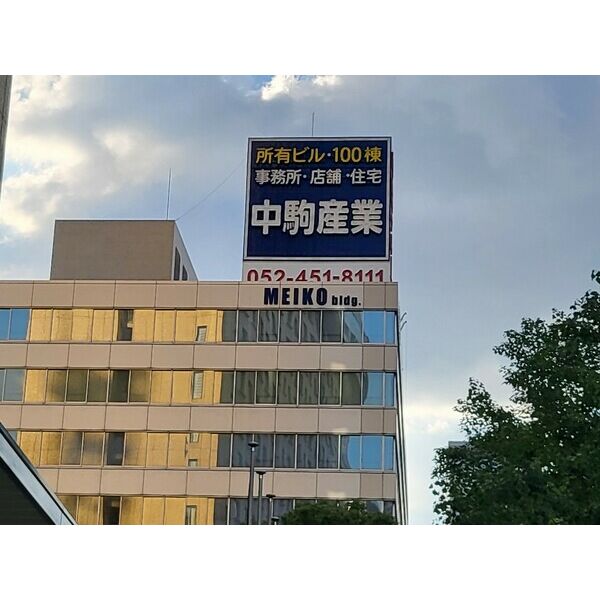 所有ビル・100棟
事務所・店舗・住宅
中駒産業
052-451-8111
MEIKO bldg.